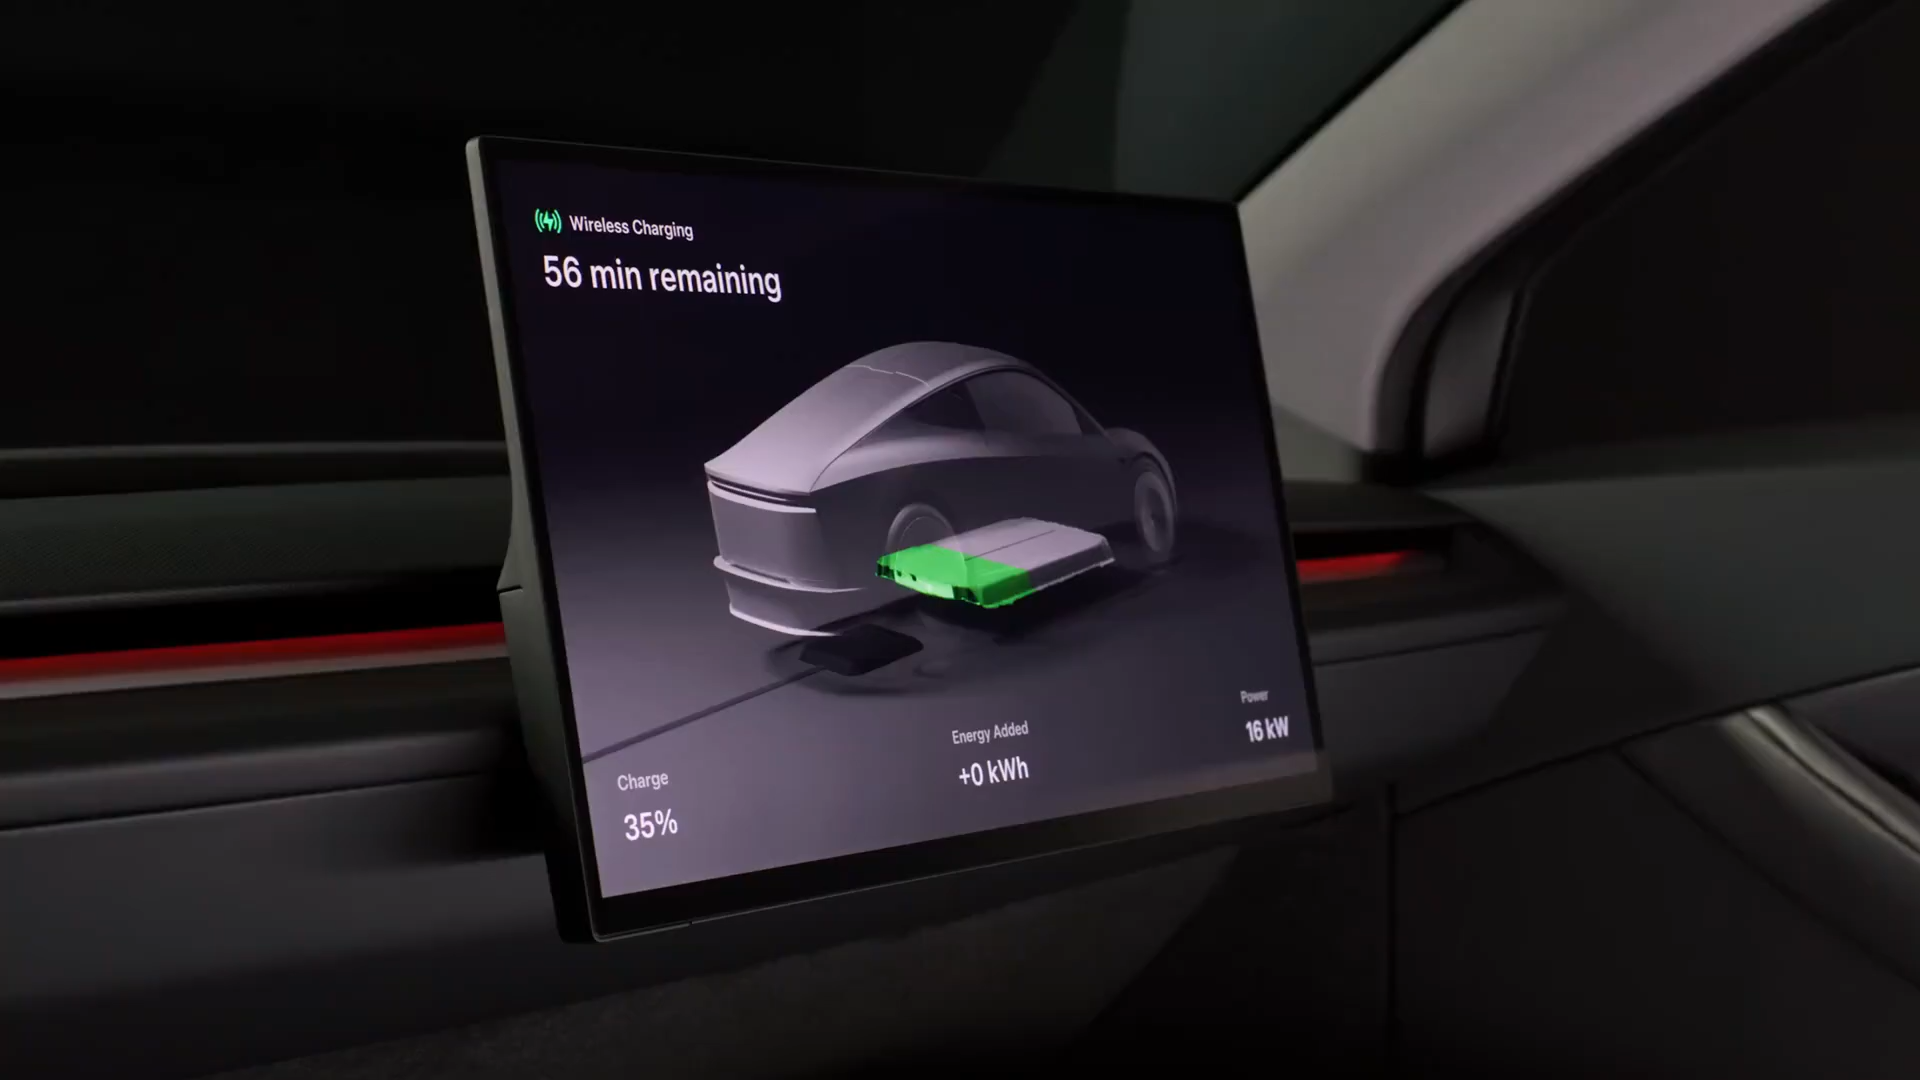 Wireless Charging
56 min remaining
Charge
35%
Energy Added
+0 kWh
Power
16 kW